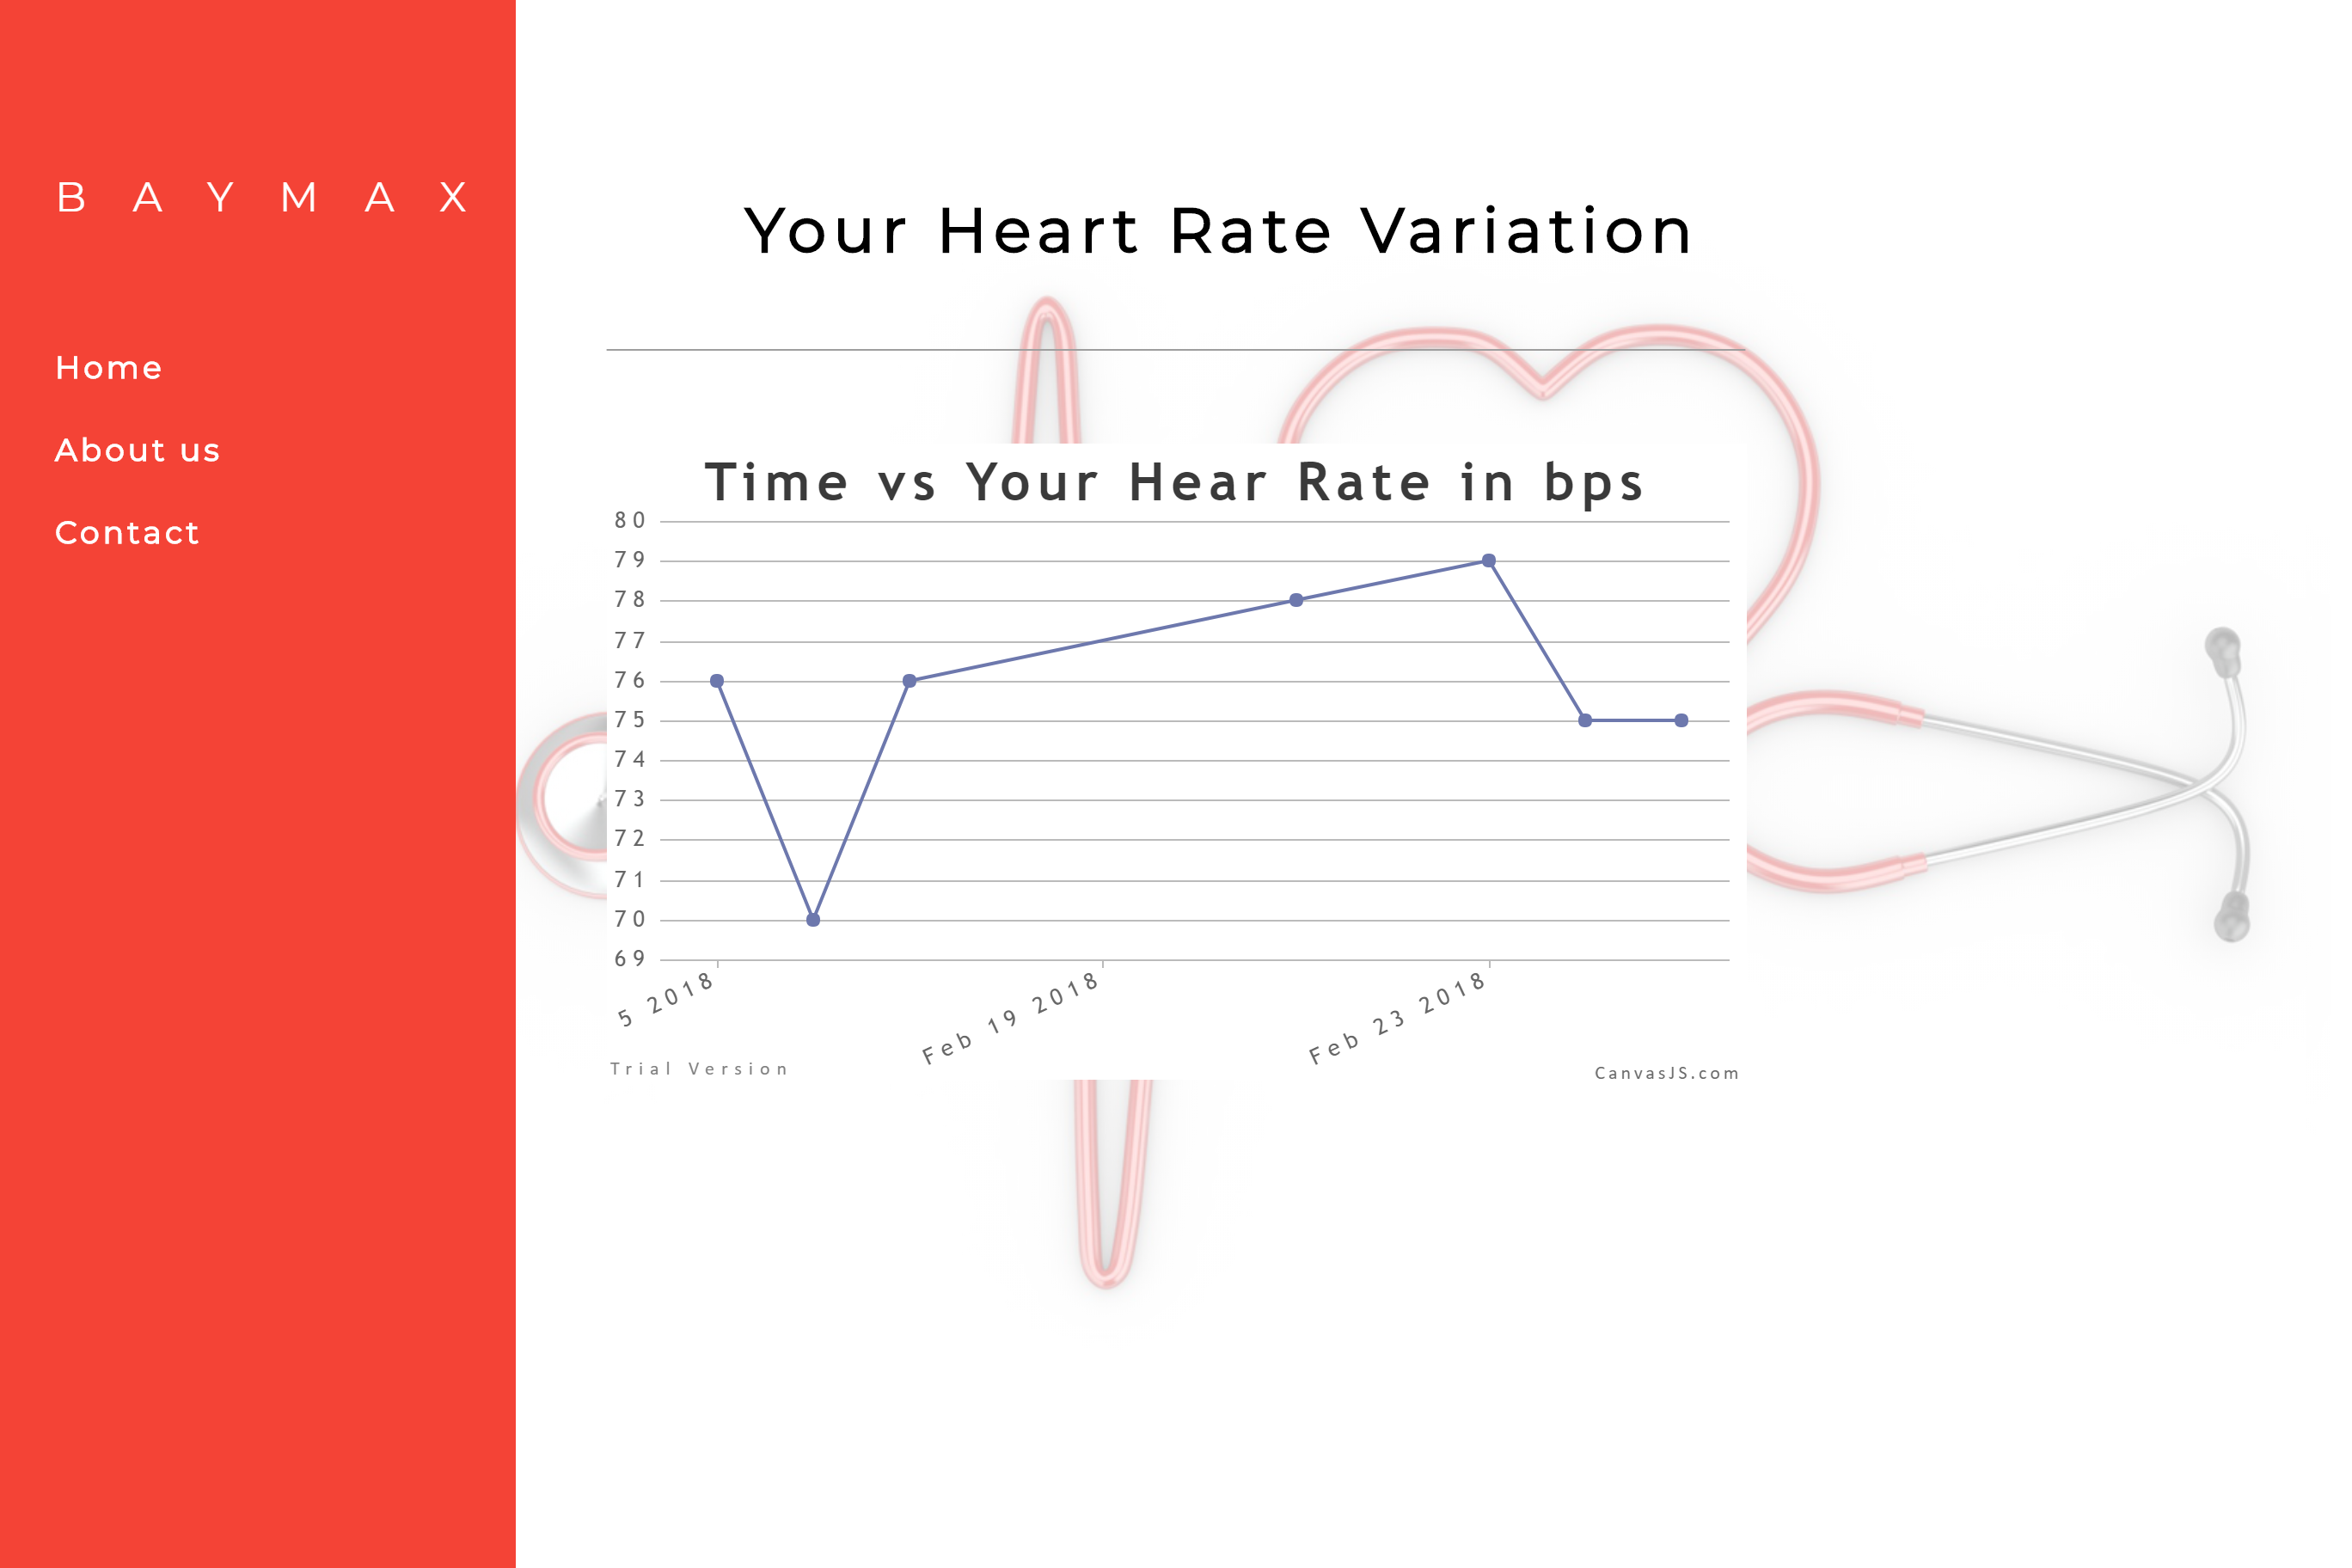 B A Y M A X
Home
About us
Contact
Your Heart Rate Variation
Time vs Your Hear Rate in bps
80
79
78
77
76
75
74
73
72
71
70
69
5 2018
Feb 19 2018
Feb 23 2018
Trial Version
CanvasJS.com